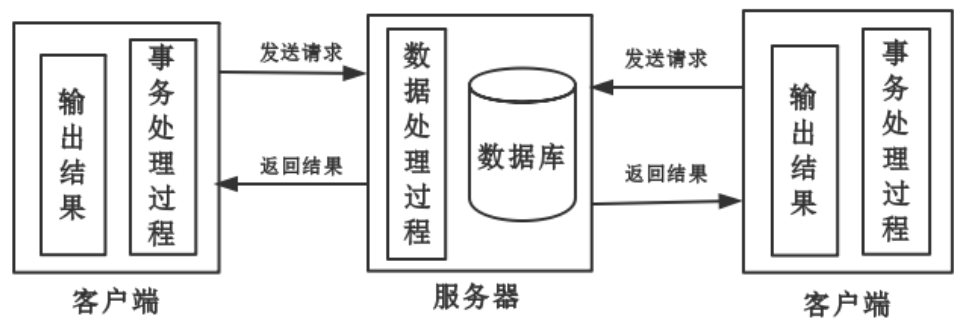 输出结果
事务处理过程
客户端
发送请求
返回结果
数据处理过程
数据库
服务器
发送请求
返回结果
输出结果
事务处理过程
客户端